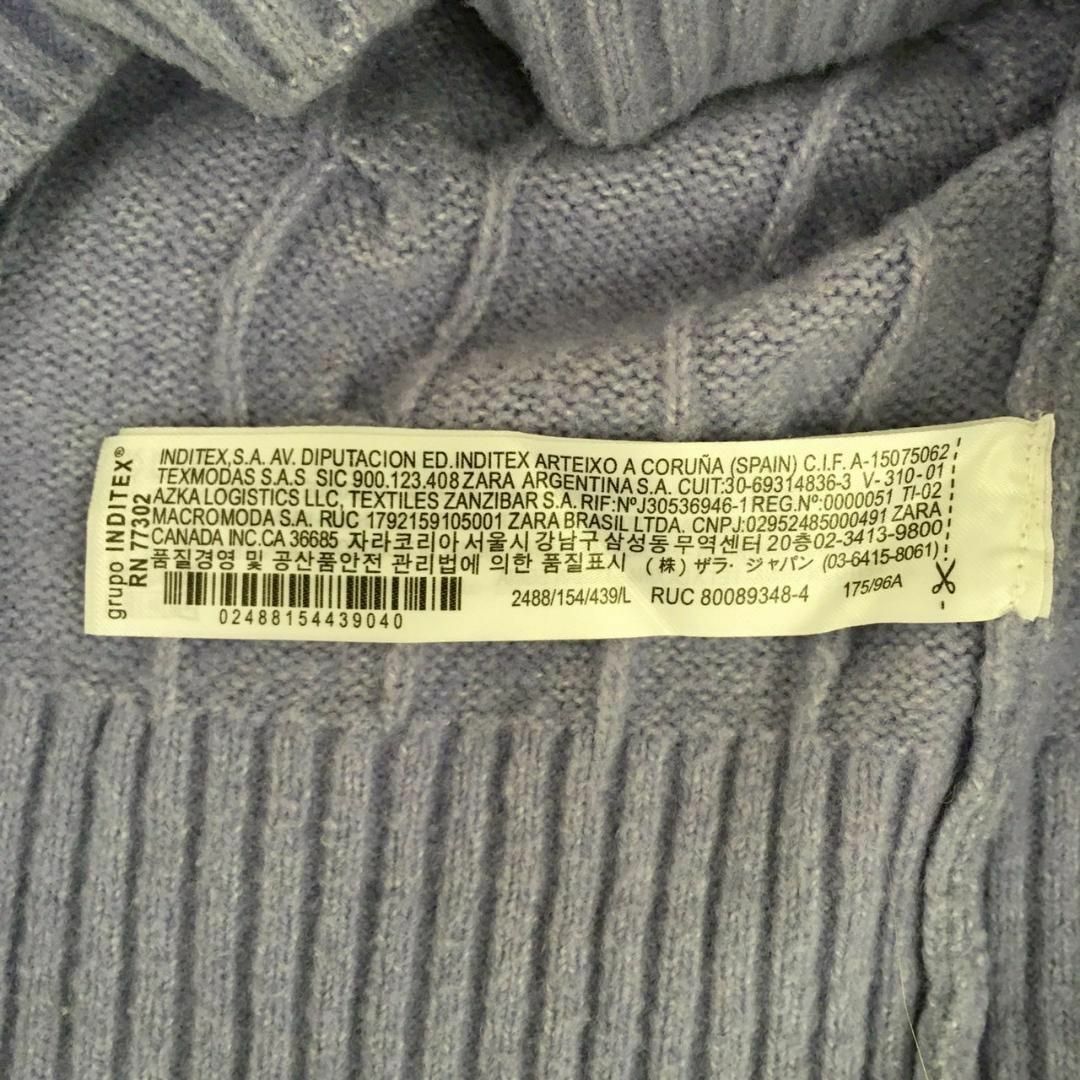 grupo INDITEX®
RN 77302
INDITEX,S.A. AV. DIPUTACION ED.INDITEX ARTEIXO A CORUÑA (SPAIN) C.I.F. A-15075062
TEXMODAS S.A.S SIC 900.123.408 ZARA ARGENTINA S.A. CUIT:30-69314836-3 V-310-01
AZKA LOGISTICS LLC, TEXTILES ZANZIBAR S.A. RIF:NºJ30536946-1 REG.Nº:0000051 TI-02
MACROMODA S.A. RUC 1792159105001 ZARA BRASIL LTDA. CNPJ:02952485000491 ZARA
CANADA INC.CA 36685 자라코리아 서울시 강남구 삼성동 무역센터 20층 02-3413-9800
품질경영 및 공산품안전 관리법에 의한 품질표시 (株) ザラ・ジャパン (03-6415-8061)
2488/154/439/L RUC 80089348-4 175/96A
02488154439040